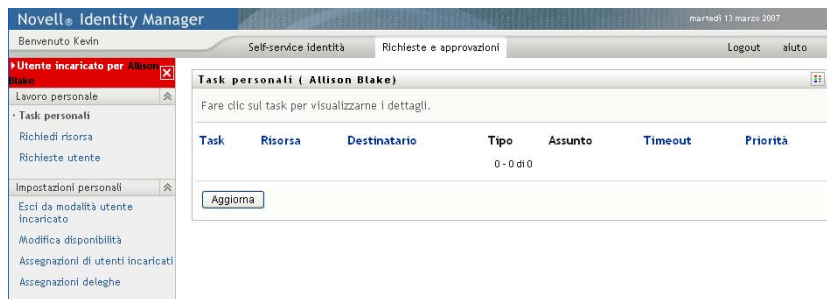 Novell® Identity Manager
martedì 13 marzo 2007
Benvenuto Kevin
Self-service identità
Richieste e approvazioni
Logout
aiuto
Utente incaricato per Allison Blake
Lavoro personale
Task personali
Richiedi risorsa
Richieste utente
Impostazioni personali
Esci da modalità utente
incaricato
Modifica disponibilità
Assegnazioni di utenti incaricati
Assegnazioni deleghe
Task personali ( Allison Blake)
Fare clic sul task per visualizzarne i dettagli.
Task Risorsa Destinatario Tipo Assunto Timeout Priorità
0 - 0 di 0
Aggiorna